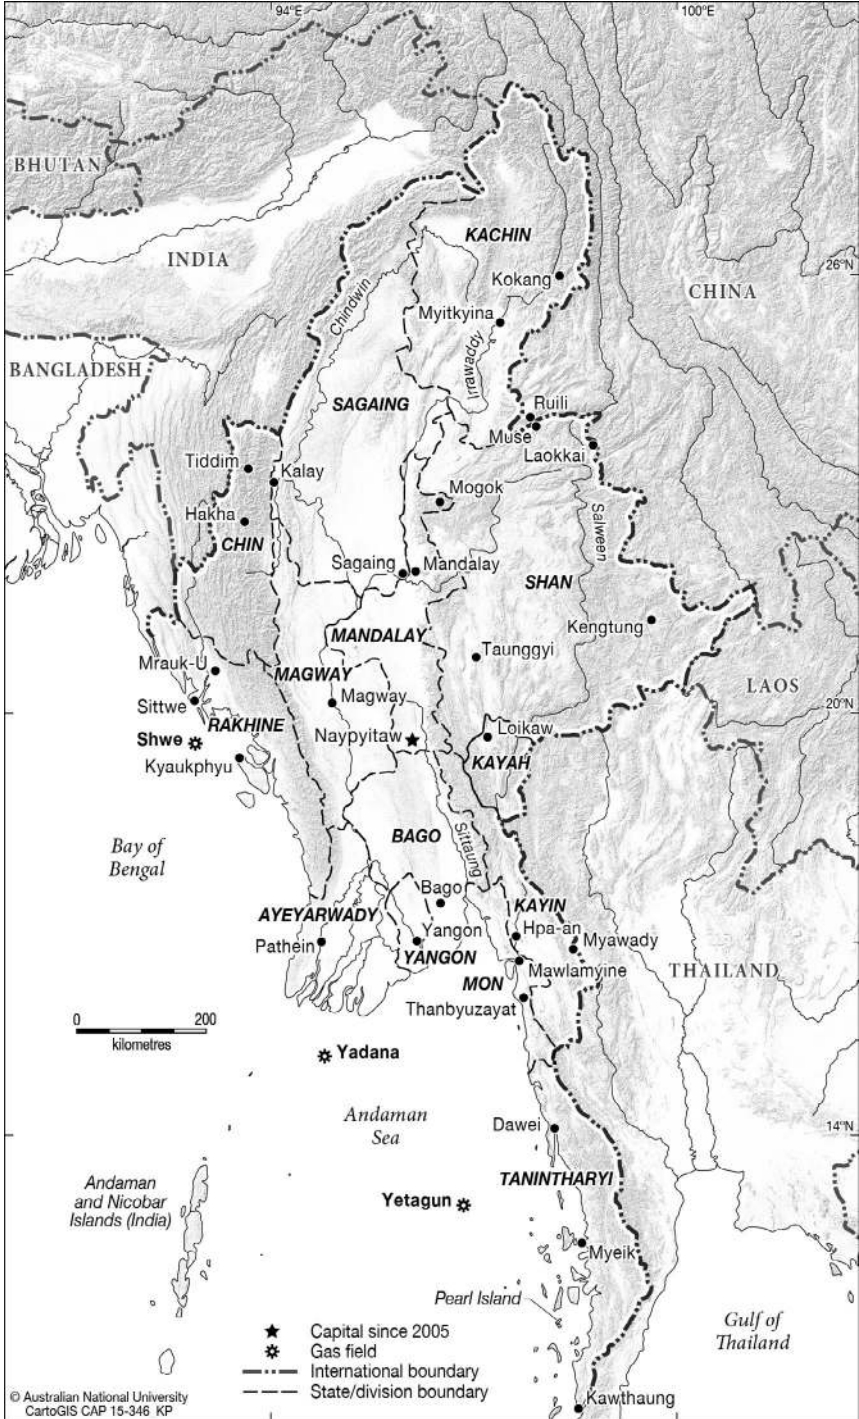 94°E
100°E
BHUTAN
INDIA
KACHIN
26°N
Kokang
CHINA
Chindwin
Myitkyina
Irrawaddy
BANGLADESH
SAGAING
Ruili
Muse
Laokkai
Tiddim
Kalay
Mogok
Hakha
CHIN
Salween
Sagaing
Mandalay
SHAN
MANDALAY
Kengtung
Mrauk-U
Taunggyi
MAGWAY
Magway
LAOS
Sittwe
RAKHINE
20°N
Shwe
Naypyitaw
Loikaw
Kyaukphyu
KAYAH
Bay of
Bengal
BAGO
Sittaung
Bago
KAYIN
AYEYARWADY
Yangon
Hpa-an
Pathein
Myawady
YANGON
Mawlamyine
THAILAND
MON
Thanbyuzayat
0 200
kilometres
Yadana
Andaman
Sea
Dawei
14°N
Andaman
and Nicobar
Islands (India)
TANINTHARYI
Yetagun
Myeik
Pearl Island
Gulf of
Thailand
Capital since 2005
Gas field
International boundary
State/division boundary
© Australian National University
CartoGIS CAP 15-346 KP
Kawthaung